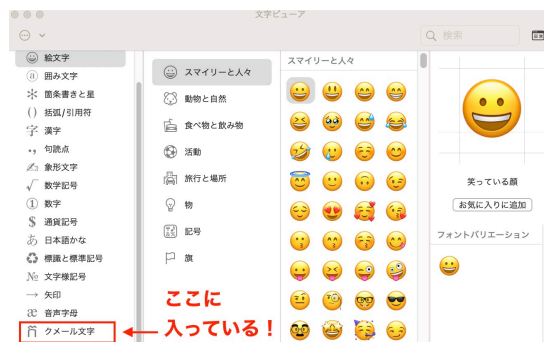 文字ビューア
検索
絵文字
囲み文字
箇条書きと星
括弧/引用符
漢字
句読点
象形文字
数学記号
数字
通貨記号
日本語かな
標識と標準記号
文字様記号
矢印
音声字母
クメール文字
スマイリーと人々
動物と自然
食べ物と飲み物
活動
旅行と場所
物
記号
旗
ここに
入っている！
スマイリーと人々
笑っている顔
お気に入りに追加
フォントバリエーション